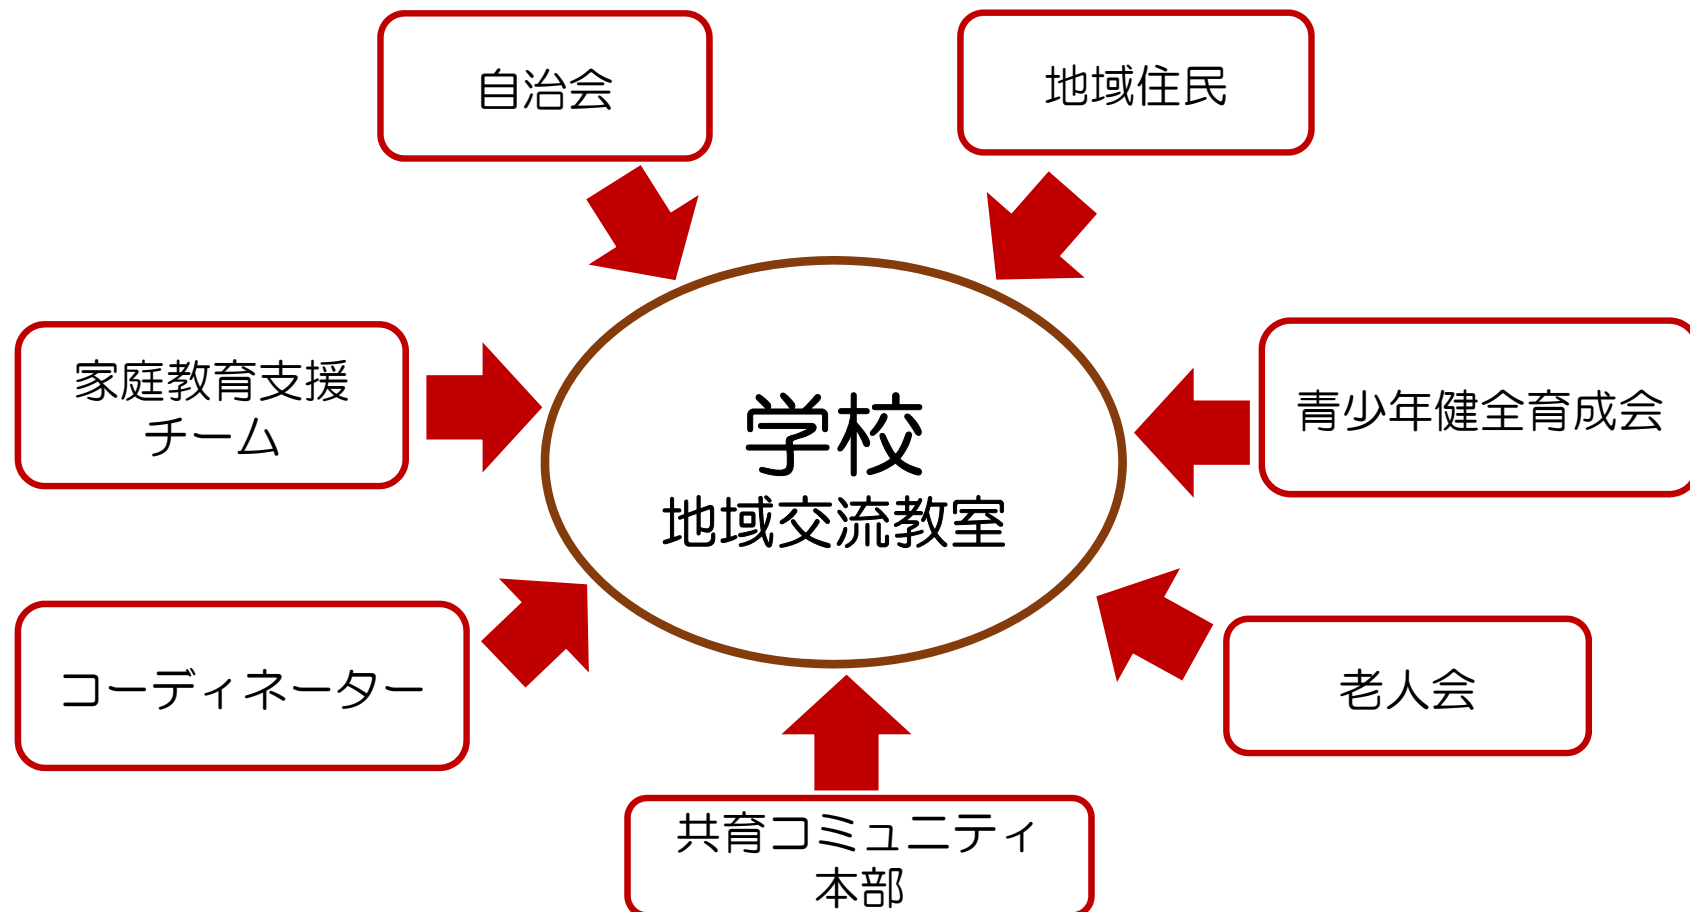 自治会
地域住民
家庭教育支援
チーム
学校
地域交流教室
青少年健全育成会
コーディネーター
老人会
共育コミュニティ
本部